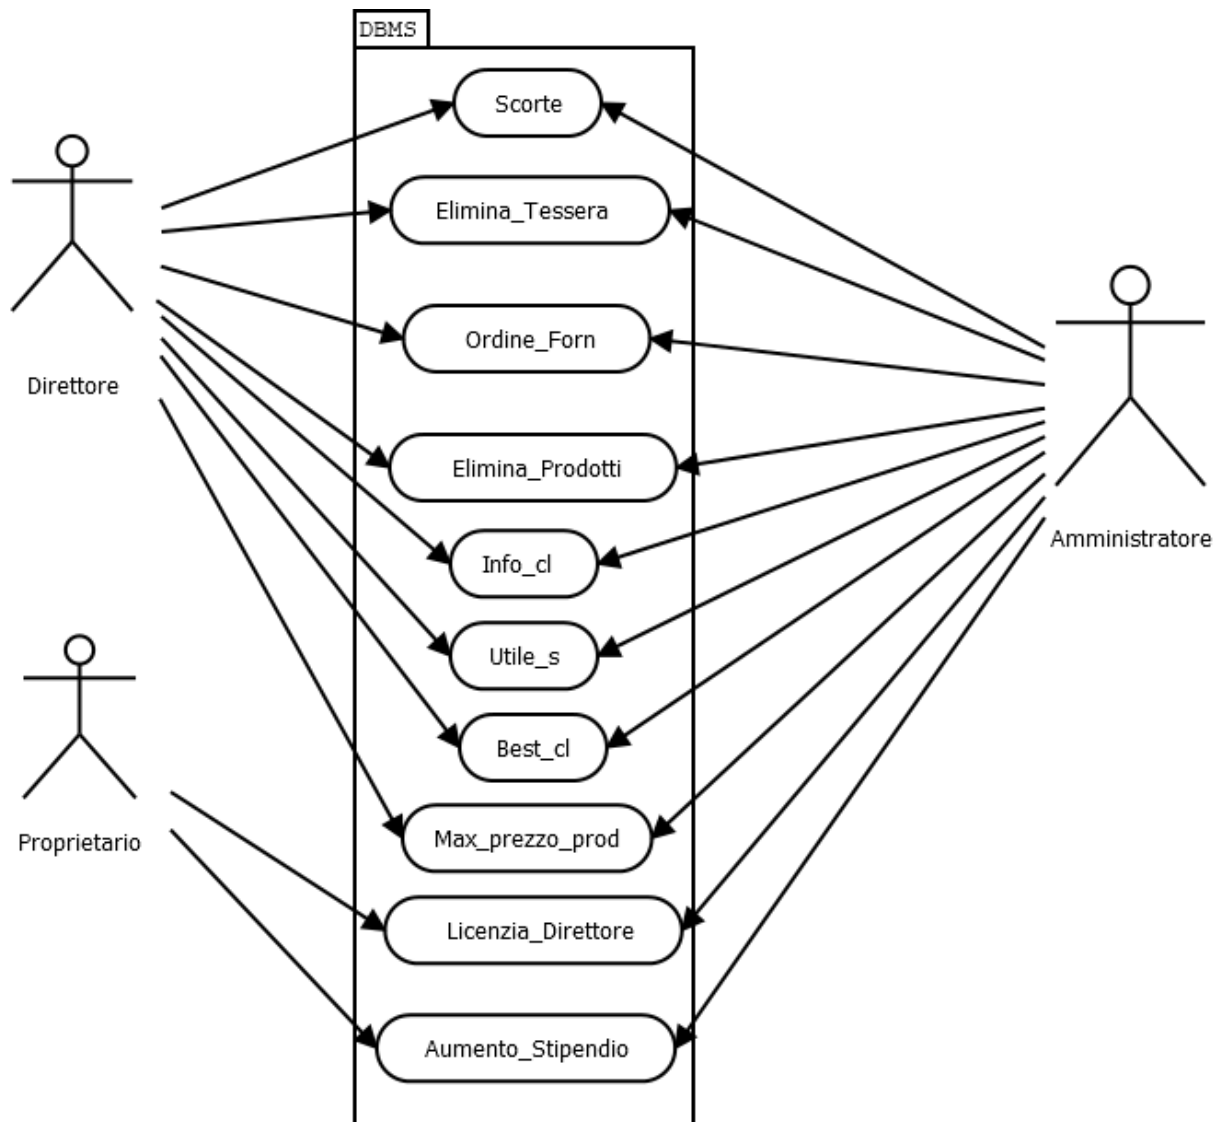 DBMS
Scorte
Elimina_Tessera
Ordine_Forn
Direttore
Elimina_Prodotti
Amministratore
Info_cl
Utile_s
Best_cl
Max_prezzo_prod
Proprietario
Licenzia_Direttore
Aumento_Stipendio